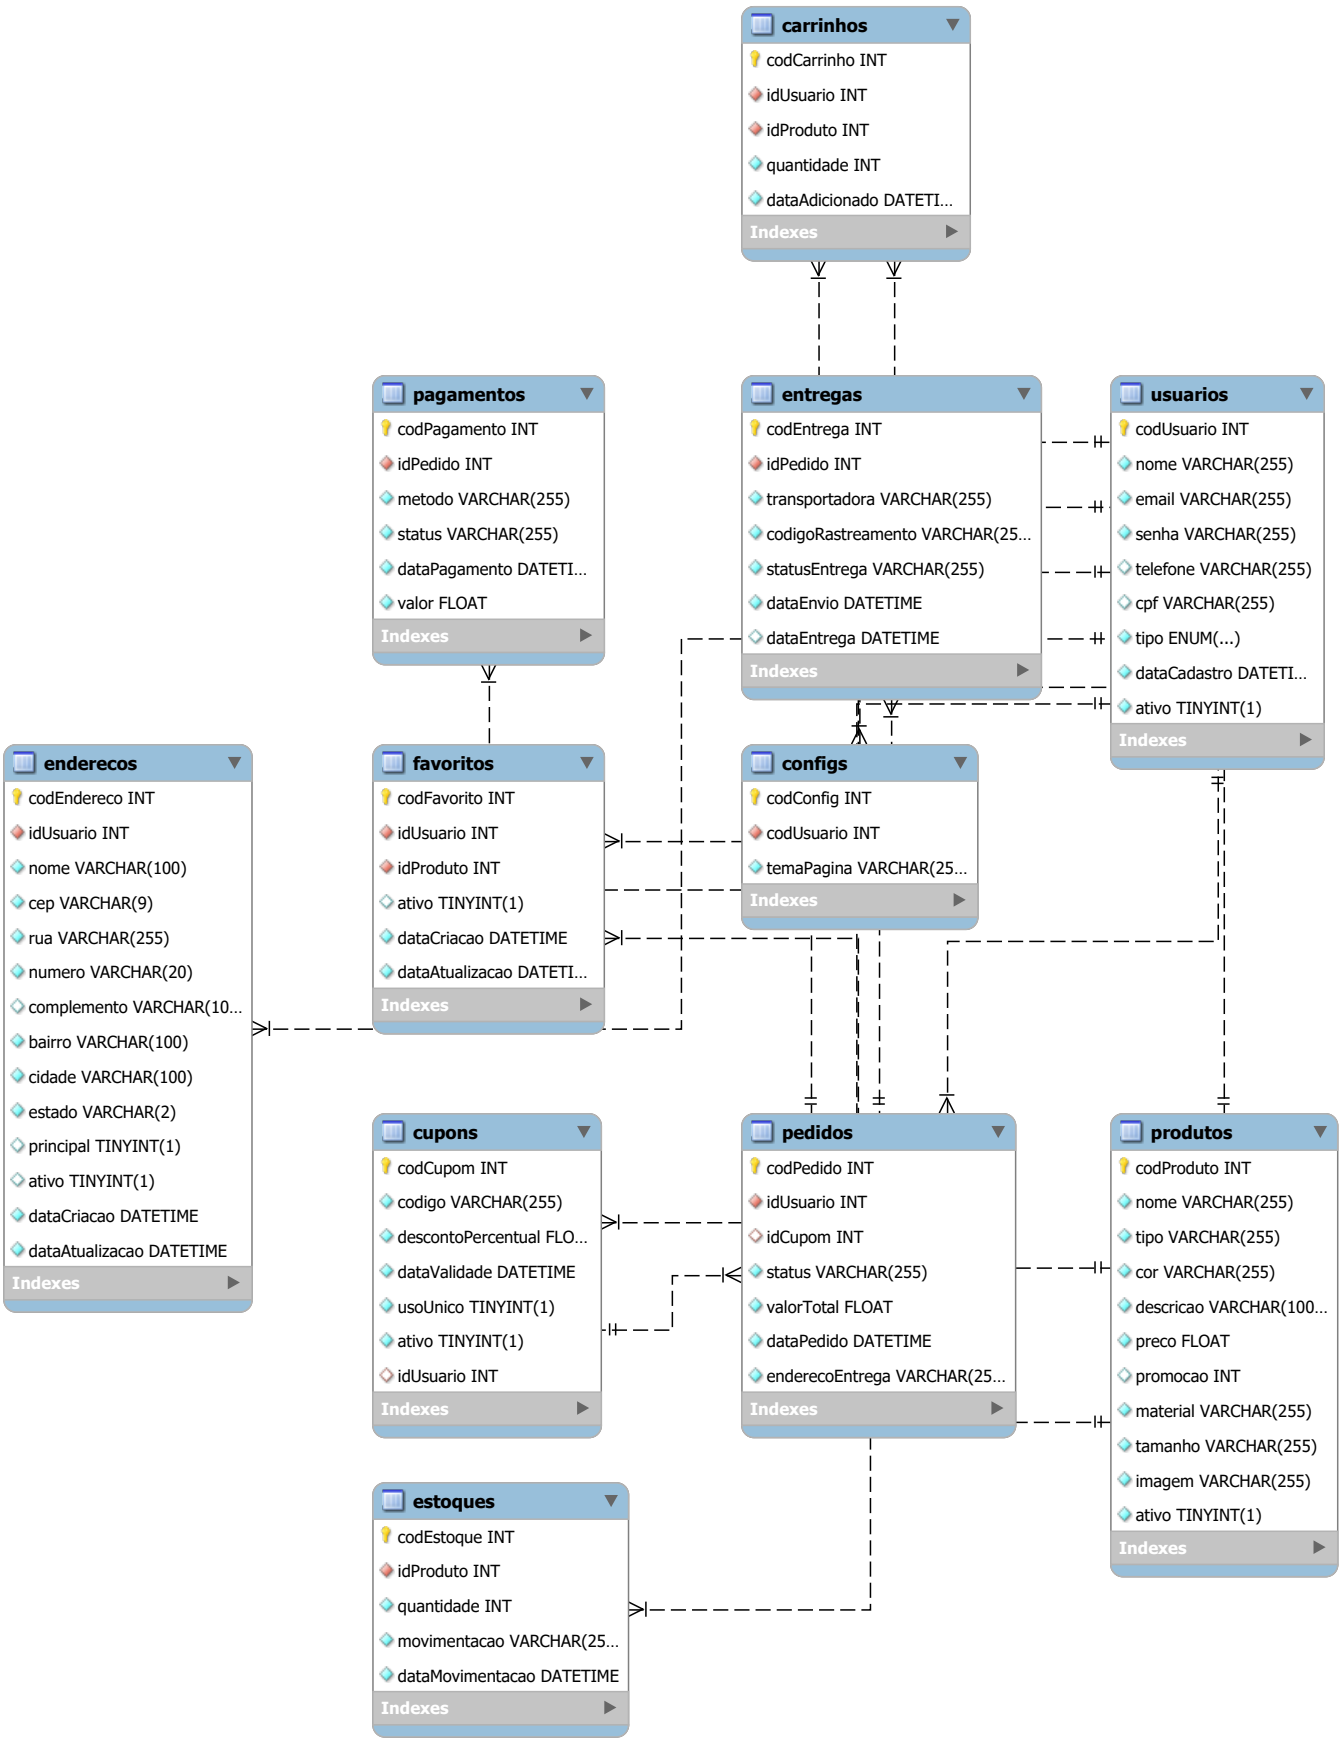 carrinhos
codCarrinho INT
idUsuario INT
idProduto INT
quantidade INT
dataAdicionado DATETI...
Indexes
pagamentos
codPagamento INT
idPedido INT
metodo VARCHAR(255)
status VARCHAR(255)
dataPagamento DATETI...
valor FLOAT
Indexes
entregas
codEntrega INT
idPedido INT
transportadora VARCHAR(255)
codigoRastreamento VARCHAR(25...
statusEntrega VARCHAR(255)
dataEnvio DATETIME
dataEntrega DATETIME
Indexes
usuarios
codUsuario INT
nome VARCHAR(255)
email VARCHAR(255)
senha VARCHAR(255)
telefone VARCHAR(255)
cpf VARCHAR(255)
tipo ENUM(...)
dataCadastro DATETI...
ativo TINYINT(1)
Indexes
enderecos
codEndereco INT
idUsuario INT
nome VARCHAR(100)
cep VARCHAR(9)
rua VARCHAR(255)
numero VARCHAR(20)
complemento VARCHAR(10...
bairro VARCHAR(100)
cidade VARCHAR(100)
estado VARCHAR(2)
principal TINYINT(1)
ativo TINYINT(1)
dataCriacao DATETIME
dataAtualizacao DATETIME
Indexes
favoritos
codFavorito INT
idUsuario INT
idProduto INT
ativo TINYINT(1)
dataCriacao DATETIME
dataAtualizacao DATETI...
Indexes
configs
codConfig INT
codUsuario INT
temaPagina VARCHAR(25...
Indexes
cupons
codCupom INT
codigo VARCHAR(255)
descontoPercentual FLO...
dataValidade DATETIME
usoUnico TINYINT(1)
ativo TINYINT(1)
idUsuario INT
Indexes
pedidos
codPedido INT
idUsuario INT
idCupom INT
status VARCHAR(255)
valorTotal FLOAT
dataPedido DATETIME
enderecoEntrega VARCHAR(25...
Indexes
produtos
codProduto INT
nome VARCHAR(255)
tipo VARCHAR(255)
cor VARCHAR(255)
descricao VARCHAR(100...
preco FLOAT
promocao INT
material VARCHAR(255)
tamanho VARCHAR(255)
imagem VARCHAR(255)
ativo TINYINT(1)
Indexes
estoques
codEstoque INT
idProduto INT
quantidade INT
movimentacao VARCHAR(25...
dataMovimentacao DATETIME
Indexes